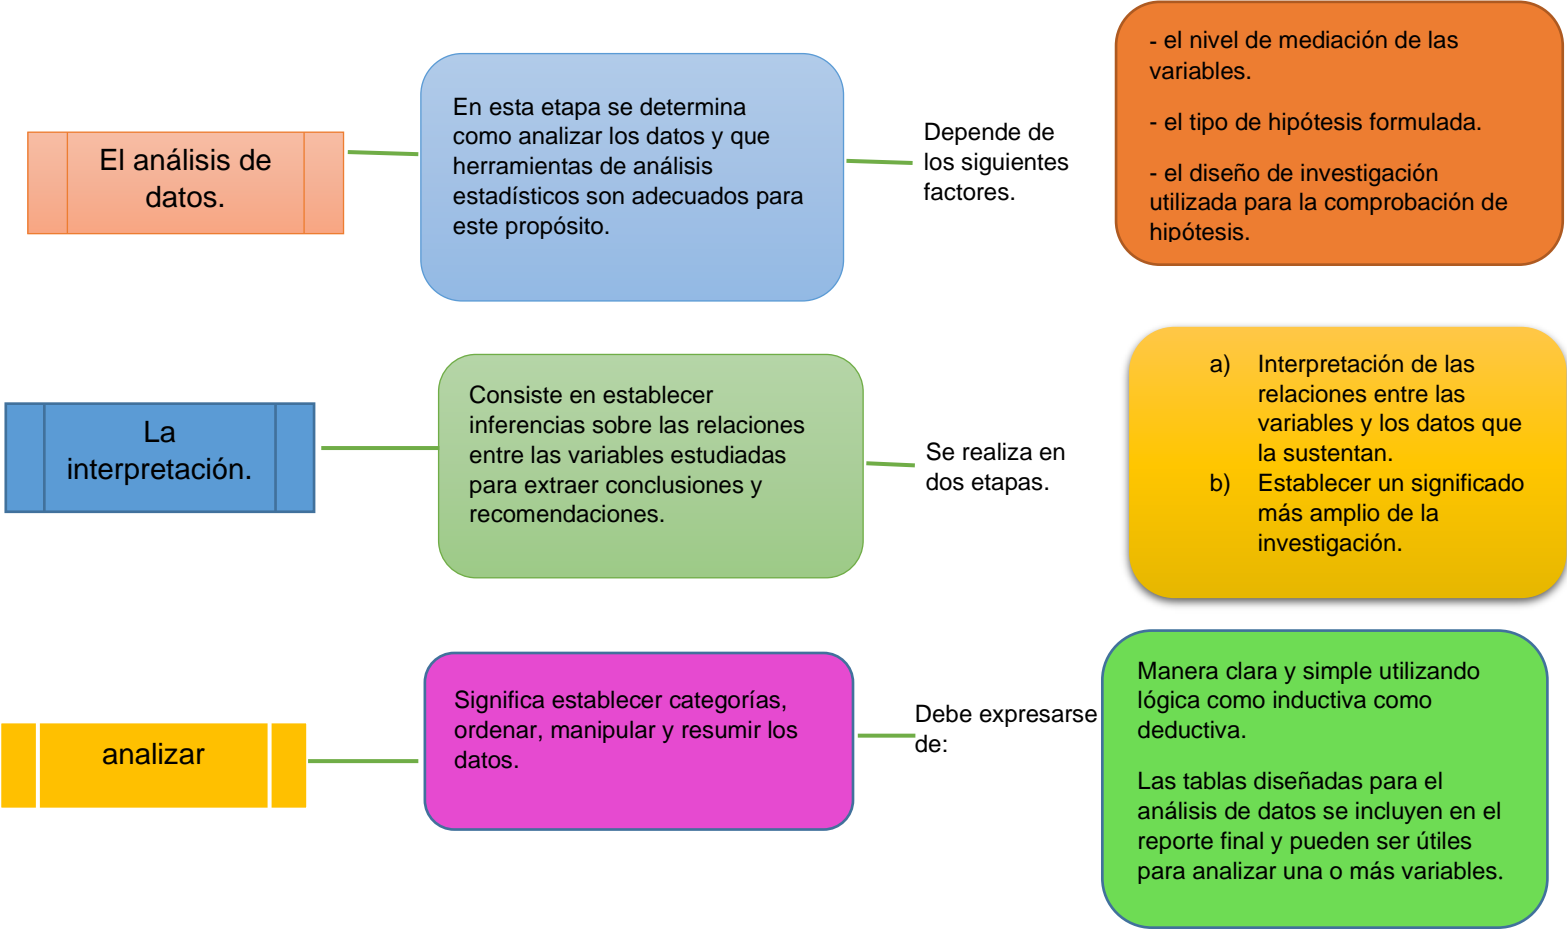 El análisis de
datos.
En esta etapa se determina
como analizar los datos y que
herramientas de análisis
estadísticos son adecuados para
este propósito.
Depende de
los siguientes
factores.
- el nivel de mediación de las
variables.
- el tipo de hipótesis formulada.
- el diseño de investigación
utilizada para la comprobación de
hipótesis.
La
interpretación.
Consiste en establecer
inferencias sobre las relaciones
entre las variables estudiadas
para extraer conclusiones y
recomendaciones.
Se realiza en
dos etapas.
a) Interpretación de las
relaciones entre las
variables y los datos que
la sustentan.
b) Establecer un significado
más amplio de la
investigación.
analizar
Significa establecer categorías,
ordenar, manipular y resumir los
datos.
Debe expresarse
de:
Manera clara y simple utilizando
lógica como inductiva como
deductiva.
Las tablas diseñadas para el
análisis de datos se incluyen en el
reporte final y pueden ser útiles
para analizar una o más variables.